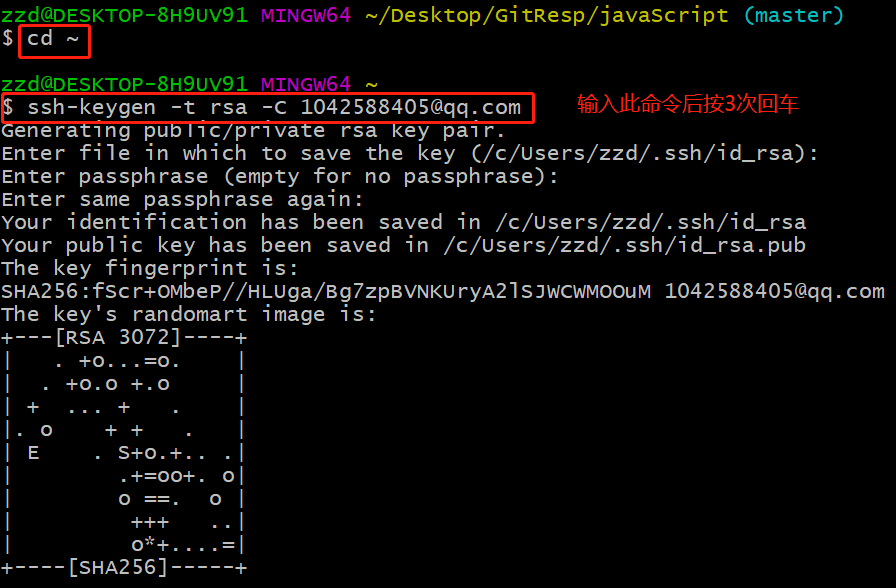 zzd@DESKTOP-8H9UV91 MINGW64 ~/Desktop/GitResp/javaScript (master)
$ cd ~
zzd@DESKTOP-8H9UV91 MINGW64 ~
$ ssh-keygen -t rsa -C 1042588405@qq.com 输入此命令后按3次回车
Generating public/private rsa key pair.
Enter file in which to save the key (/c/Users/zzd/.ssh/id_rsa):
Enter passphrase (empty for no passphrase):
Enter same passphrase again:
Your identification has been saved in /c/Users/zzd/.ssh/id_rsa
Your public key has been saved in /c/Users/zzd/.ssh/id_rsa.pub
The key fingerprint is:
SHA256:fScr+OMbeP//HLUga/Bg7zpBVNKUryA2lSJWCWMOOuM 1042588405@qq.com
The key's randomart image is:
+---[RSA 3072]----+
|   . +o...=o.    |
|  . +o.o +.o     |
| +  ... +   .    |
|. o    + +   .   |
| E    . S+o.+.. .|
|        .+=oo+. o|
|        o ==.  o |
|         +++   ..|
|         o*+....=|
+----[SHA256]-----+